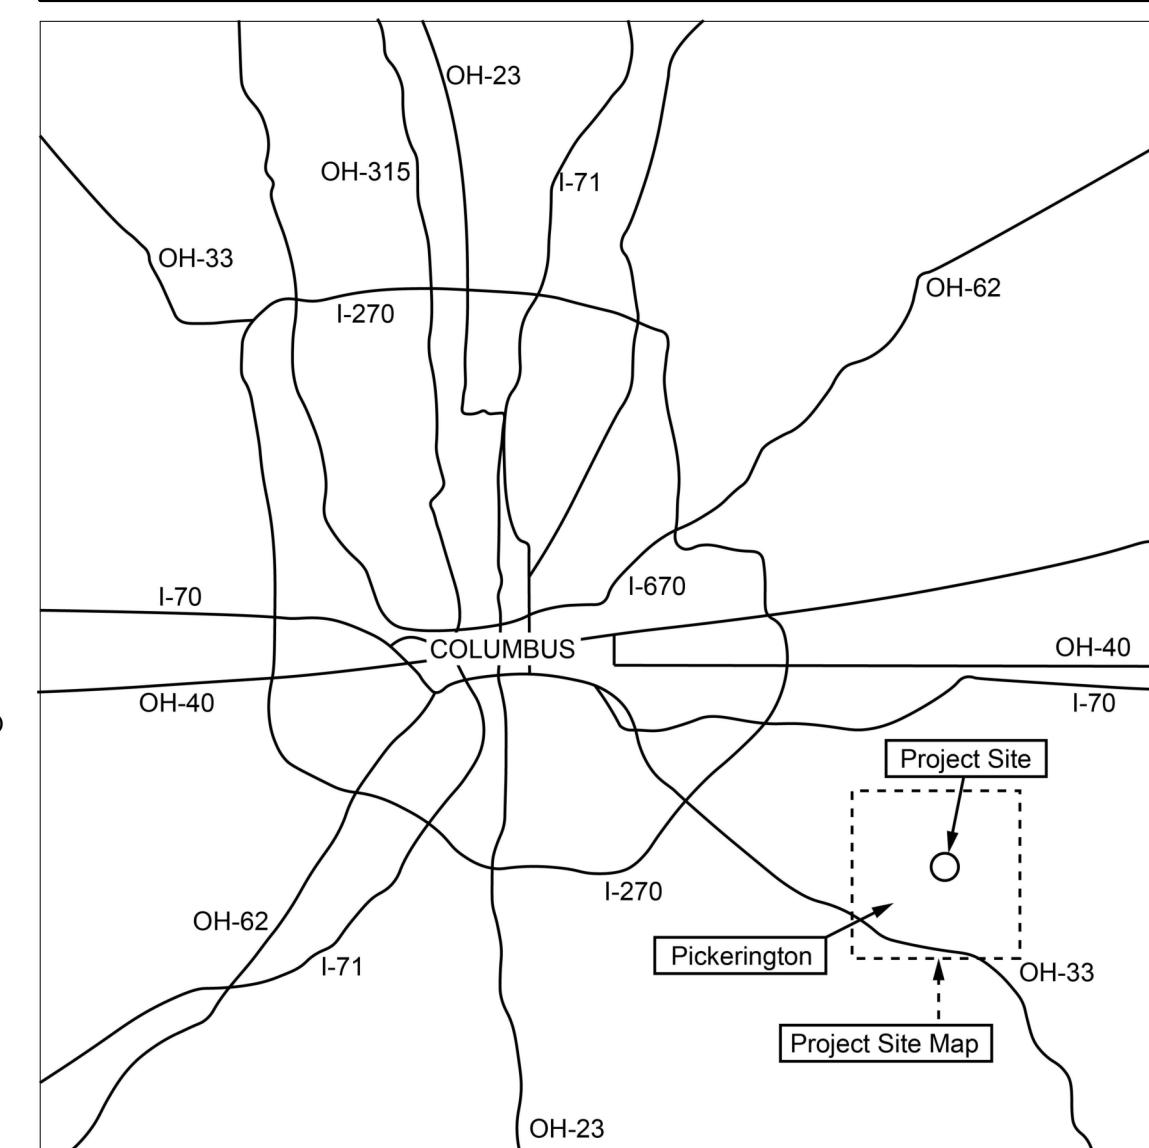 OH-23
OH-315
I-71
OH-33
OH-62
I-270
I-70
I-670
COLUMBUS
OH-40
OH-40
I-70
Project Site
I-270
OH-62
Pickerington
I-71
OH-33
Project Site Map
OH-23